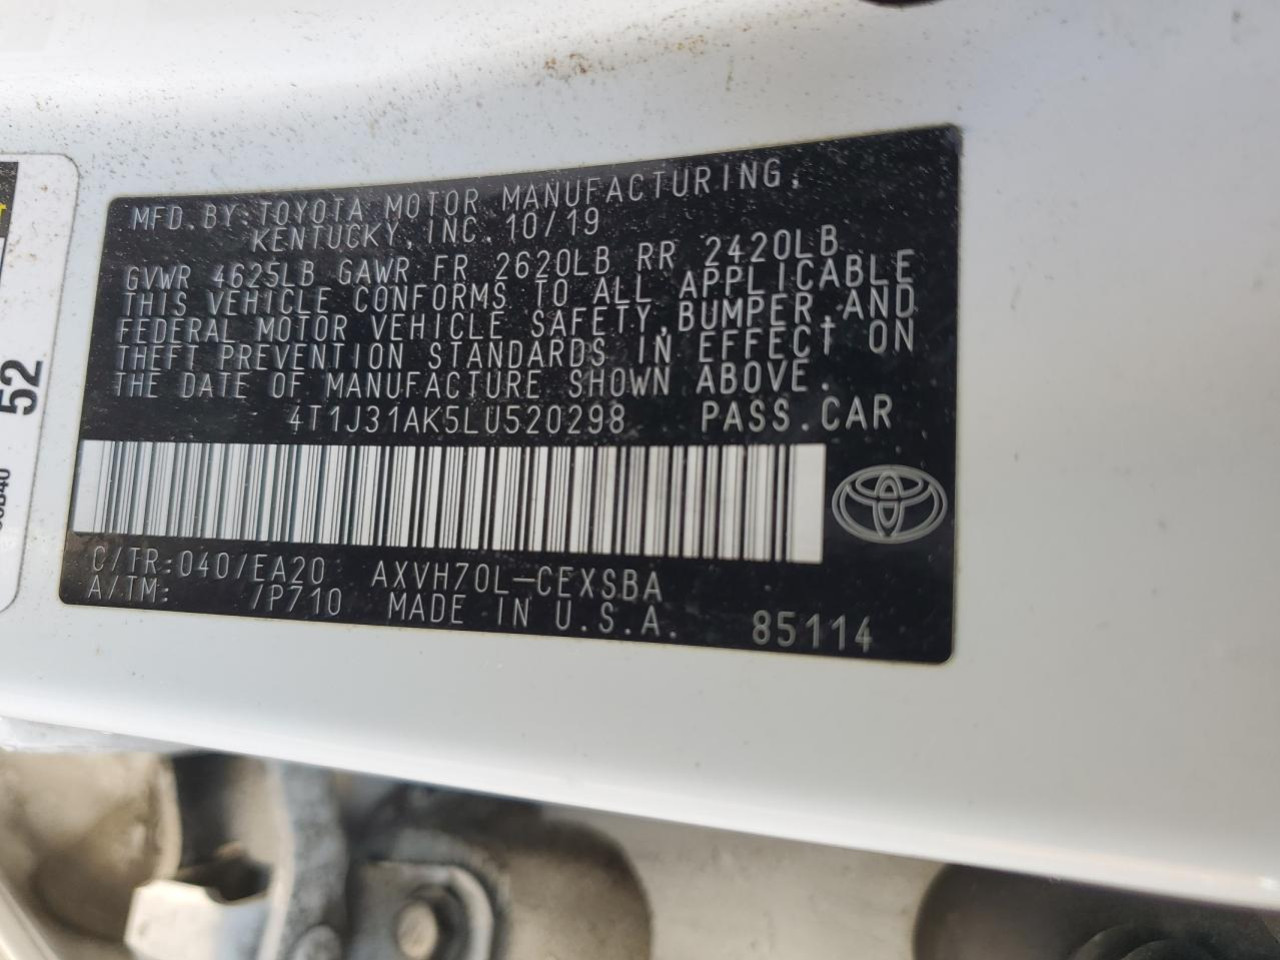 MFD. BY: TOYOTA MOTOR MANUFACTURING,
KENTUCKY, INC. 10/19
GVWR 4625LB GAWR FR 2620LB RR 2420LB
THIS VEHICLE CONFORMS TO ALL APPLICABLE
FEDERAL MOTOR VEHICLE SAFETY, BUMPER, AND
THEFT PREVENTION STANDARDS IN EFFECT ON
THE DATE OF MANUFACTURE SHOWN ABOVE.
4T1J31AK5LU520298 PASS. CAR
C/TR: 040/EA20 AXVH70L-CEXSBA
A/TM: /P710 MADE IN U.S.A. 85114
52